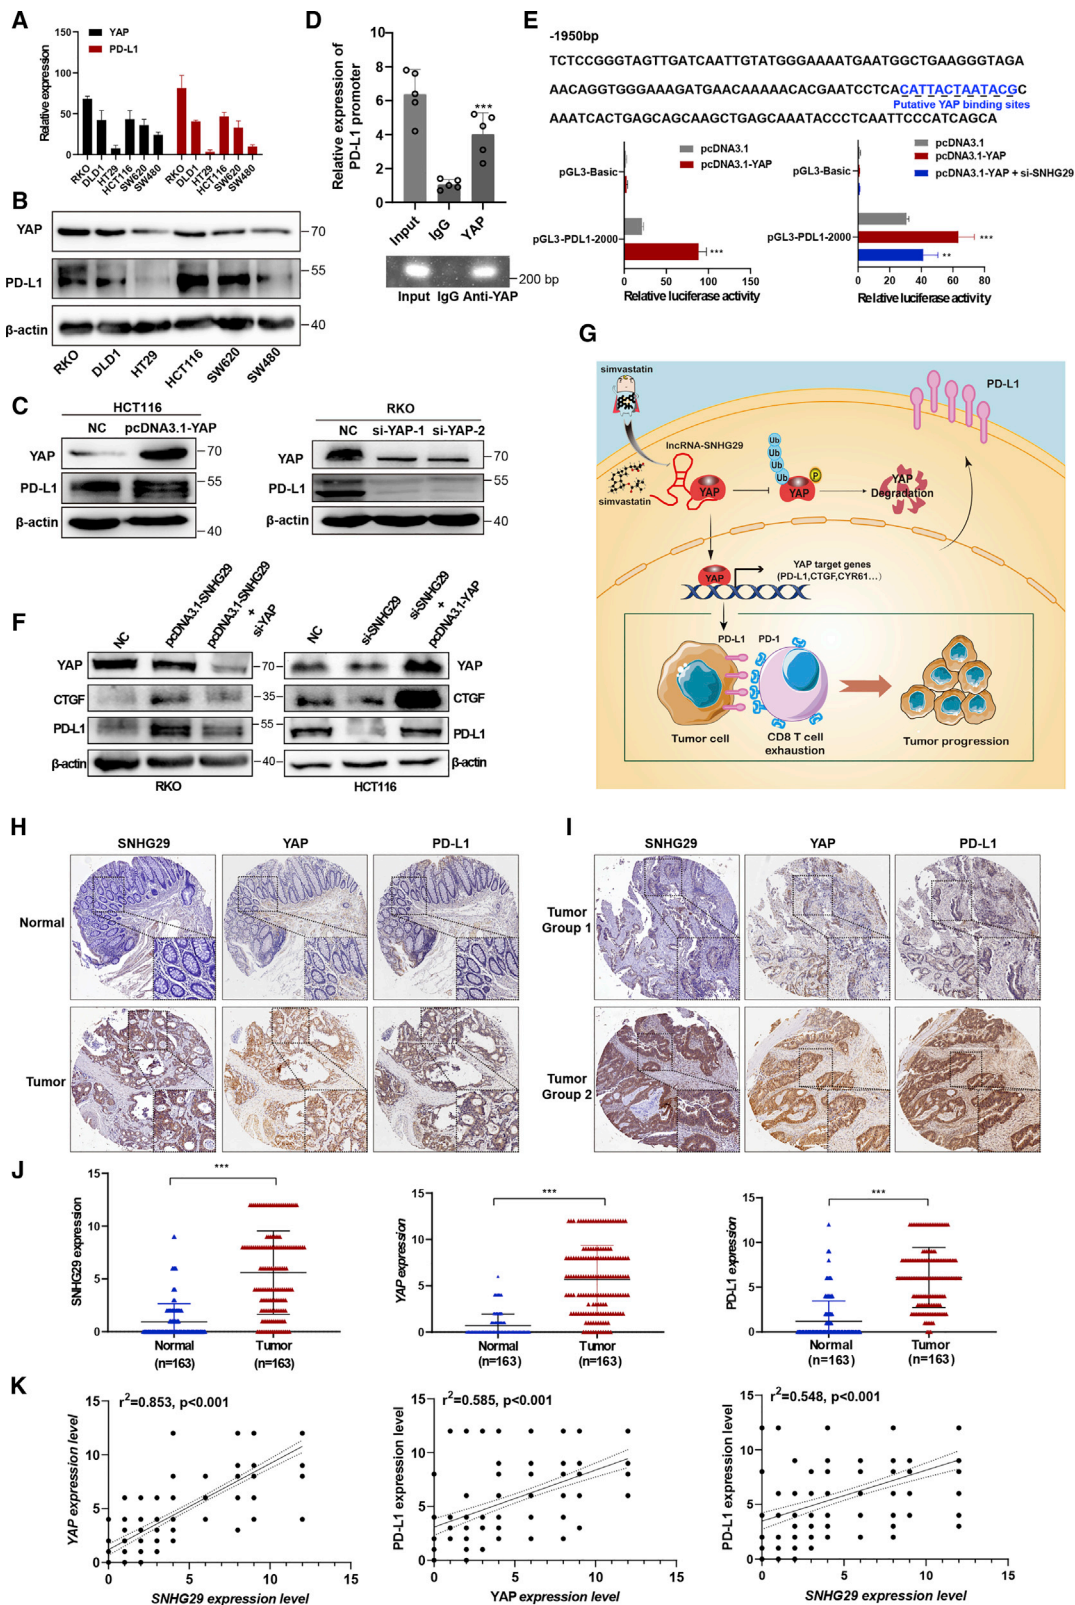 A
YAP
PD-L1
Relative expression
150
100
50
0
RKO
DLD1
HT29
HCT116
SW620
SW480
RKO
DLD1
HT29
HCT116
SW620
SW480
B
YAP
70
PD-L1
55
35
β-actin
40
RKO
DLD1
HT29
HCT116
SW620
SW480
C
HCT116
NC
pcDNA3.1-YAP
YAP
70
PD-L1
55
35
β-actin
40
RKO
NC
si-YAP-1
si-YAP-2
YAP
70
PD-L1
55
35
β-actin
40
D
Relative expression of
PD-L1 promoter
10
8
6
4
2
0
***
Input
IgG
YAP
200 bp
Input IgG Anti-YAP
E
-1950bp
TCTCCGGGTAGTTGATCAATTGTATGGGAAAATGAATGGCTGAAGGGTAGA
AACAGGTGGGAAAGATGAACAAAAACACGAATCCTCACATTACTAATACGC
Putative YAP binding sites
AAATCACTGAGCAGCAAGCTGAGCAAATACCCTCAATTCCCATCAGCA
pcDNA3.1
pcDNA3.1-YAP
pGL3-Basic
pGL3-PDL1-2000
***
0 50 100 150
Relative luciferase activity
pcDNA3.1
pcDNA3.1-YAP
pcDNA3.1-YAP + si-SNHG29
pGL3-Basic
pGL3-PDL1-2000
***
**
0 20 40 60 80
Relative luciferase activity
F
NC
pcDNA3.1-SNHG29
pcDNA3.1-SNHG29
+
si-YAP
YAP
70
CTGF
35
PD-L1
55
β-actin
40
RKO
NC
si-SNHG29
si-SNHG29
+
pcDNA3.1-YAP
YAP
CTGF
PD-L1
β-actin
HCT116
G
simvastatin
PD-L1
lncRNA-SNHG29
Ub
Ub
Ub
Ub
P
simvastatin
YAP
YAP
YAP
Degradation
YAP
YAP target genes
(PD-L1,CTGF,CYR61...)
PD-L1
PD-1
Tumor cell
CD8 T cell
exhaustion
Tumor progression
H
SNHG29
YAP
PD-L1
Normal
Tumor
I
SNHG29
YAP
PD-L1
Tumor
Group 1
Tumor
Group 2
J
SNHG29 expression
15
10
5
0
***
Normal
(n=163)
Tumor
(n=163)
YAP expression
15
10
5
0
***
Normal
(n=163)
Tumor
(n=163)
PD-L1 expression
15
10
5
0
***
Normal
(n=163)
Tumor
(n=163)
K
r2=0.853, p<0.001
YAP expression level
15
10
5
0
0 5 10 15
SNHG29 expression level
r2=0.585, p<0.001
PD-L1 expression level
15
10
5
0
0 5 10 15
YAP expression level
r2=0.548, p<0.001
PD-L1 expression level
15
10
5
0
0 5 10 15
SNHG29 expression level